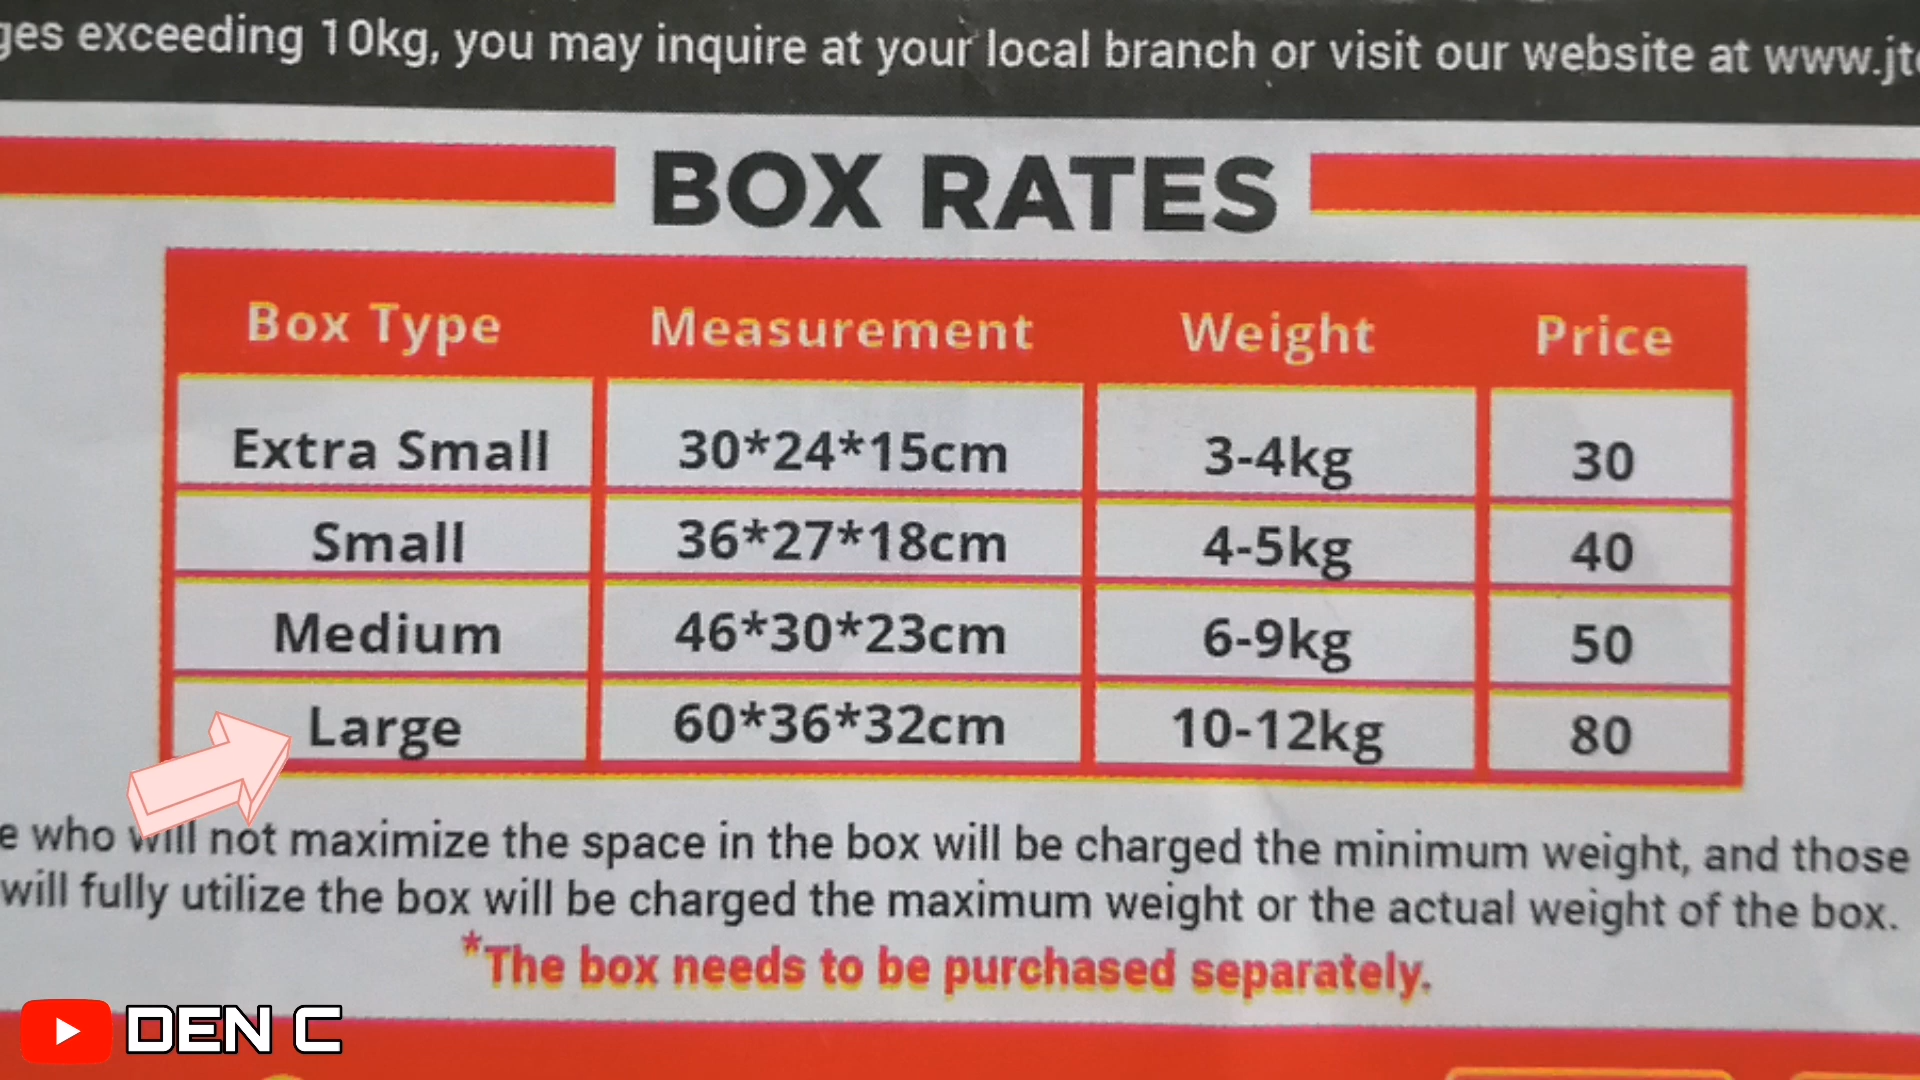 ges exceeding 10kg, you may inquire at your local branch or visit our website at www.jt
BOX RATES
Box Type Measurement Weight Price
Extra Small 30*24*15cm 3-4kg 30
Small 36*27*18cm 4-5kg 40
Medium 46*30*23cm 6-9kg 50
Large 60*36*32cm 10-12kg 80
e who will not maximize the space in the box will be charged the minimum weight, and those
will fully utilize the box will be charged the maximum weight or the actual weight of the box.
*The box needs to be purchased separately.
DEN C